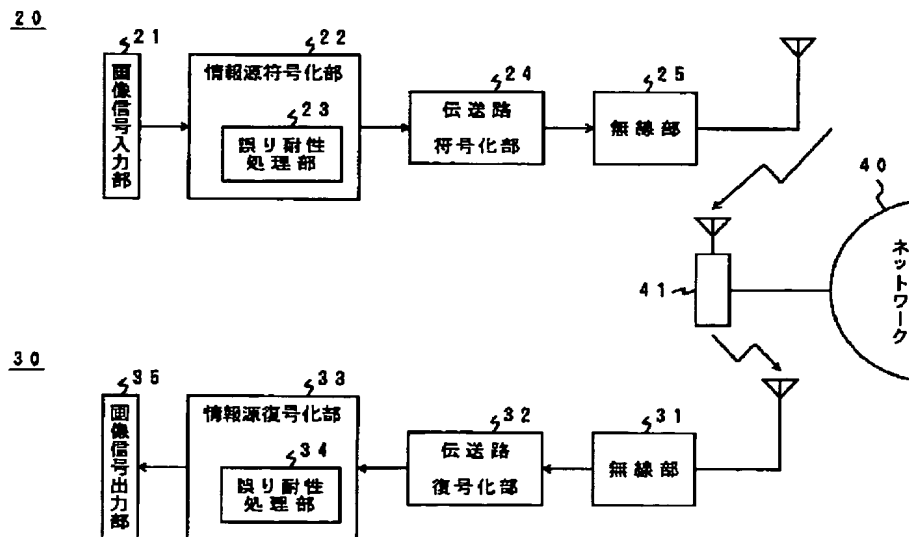 20
21
画像信号入力部
22
情報源符号化部
23
誤り耐性
処理部
24
伝送路
符号化部
25
無線部
40
ネットワーク
41
30
35
画像信号出力部
33
情報源復号化部
34
誤り耐性
処理部
32
伝送路
復号化部
31
無線部